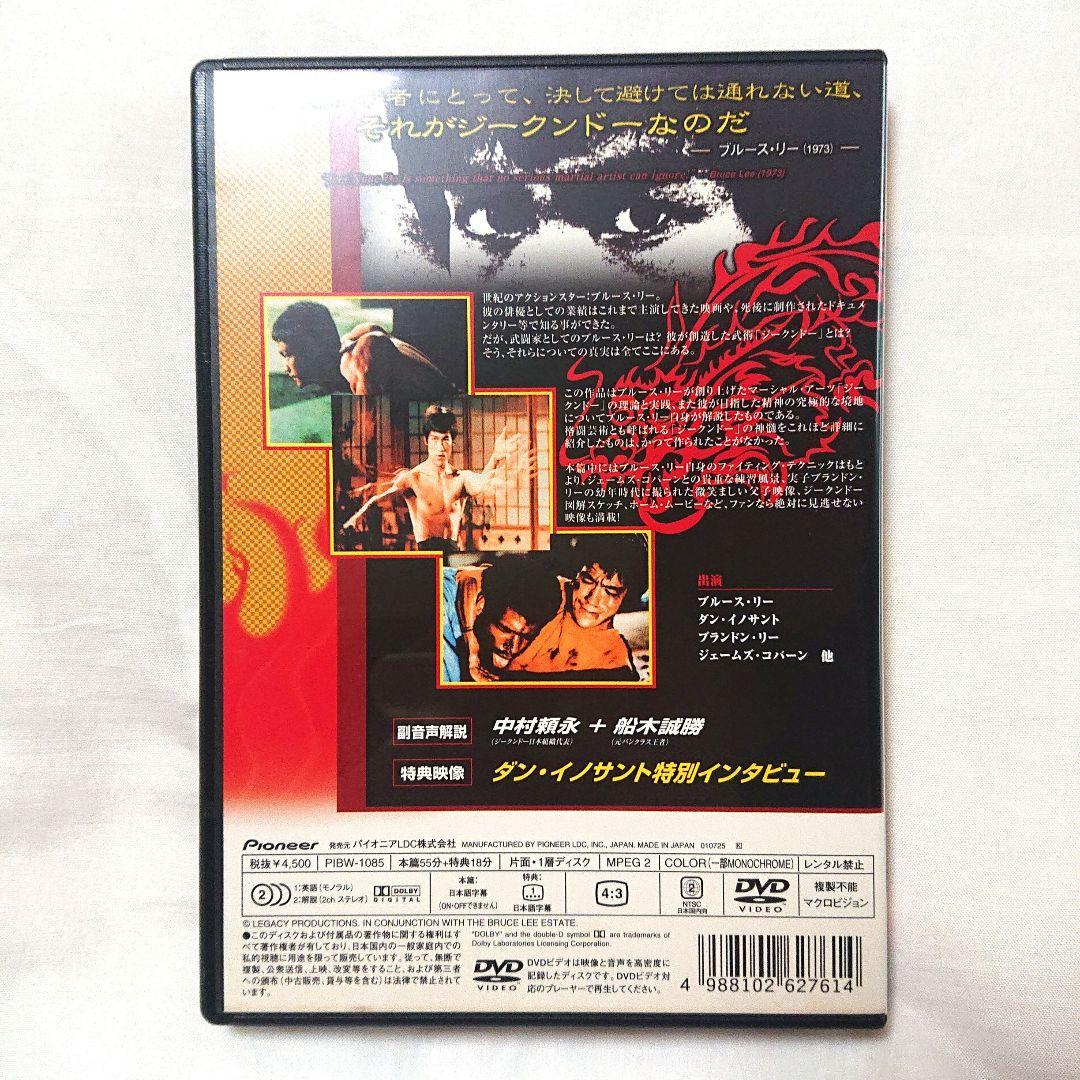 者にとって、決して避けては通れない道、
それがジークンドーなのだ
— ブルース・リー (1973) —
is something that no serious martial artist can ignore." Bruce Lee (1973)
世紀のアクションスター:ブルース・リー。
彼の俳優としての業績はこれまで主演してきた映画や、死後に制作されたドキュメ
ンタリー等で知る事ができた。
だが、武闘家としてのブルース・リーは?彼が創造した武術「ジークンドー」とは?
そう、それらについての真実は全てここにある。
この作品はブルース・リーが創り上げたマーシャル・アーツ「ジー
クンドー」の理論と実践、また彼が目指した精神の究極的な境地
についてブルース・リー自身が解説したものである。
格闘芸術とも呼ばれる「ジークンドー」の神髄をこれほど詳細に
紹介したものは、かつて作られたことがなかった。
本篇中にはブルース・リー自身のファイティング・テクニックはもと
より、ジェームズ・コバーンとの貴重な練習風景、実子ブランドン・
リーの幼年時代に撮られた微笑ましい父子映像、ジークンドー
図解スケッチ、ホーム・ムービーなど、ファンなら絶対に見逃せない
映像も満載!
出演
ブルース・リー
ダン・イノサント
ブランドン・リー
ジェームズ・コバーン 他
副音声解説 中村頼永 + 船木誠勝
(ジークンドー日本組織代表) (元パンクラス王者)
特典映像 ダン・イノサント特別インタビュー
Pioneer 発売元 パイオニアLDC株式会社 MANUFACTURED BY PIONEER LDC, INC., JAPAN. MADE IN JAPAN 010725 K
税抜¥4,500 PIBW-1085 本篇55分+特典18分 片面・1層ディスク MPEG 2 COLOR(一部MONOCHROME) レンタル禁止
2 1:英語(モノラル)
2:解説(2ch ステレオ)
DOLBY
DIGITAL
本篇:
日本語字幕
(ON・OFFできません)
特典:
1
日本語字幕
4:3
2
NTSC
日本国内向
DVD
VIDEO
複製不能
マクロビジョン
© LEGACY PRODUCTIONS. IN CONJUNCTION WITH THE BRUCE LEE ESTATE.
●このディスクおよび付属品の著作物に関する権利はす
べて著作権者が有しており、日本国内の一般家庭内での
私的視聴に用途を限って販売しています。従って、無断で
複製、公衆送信、上映、改変等をすること、および第三者
への頒布(中古販売、貸与等を含む)は法律で禁止されて
います。
"DOLBY" and the double-D symbol are trademarks of
Dolby Laboratories Licensing Corporation.
DVD
VIDEO
DVDビデオは映像と音声を高密度に
記録したディスクです。DVDビデオ対
応のプレーヤーで再生してください。
4 988102 627614